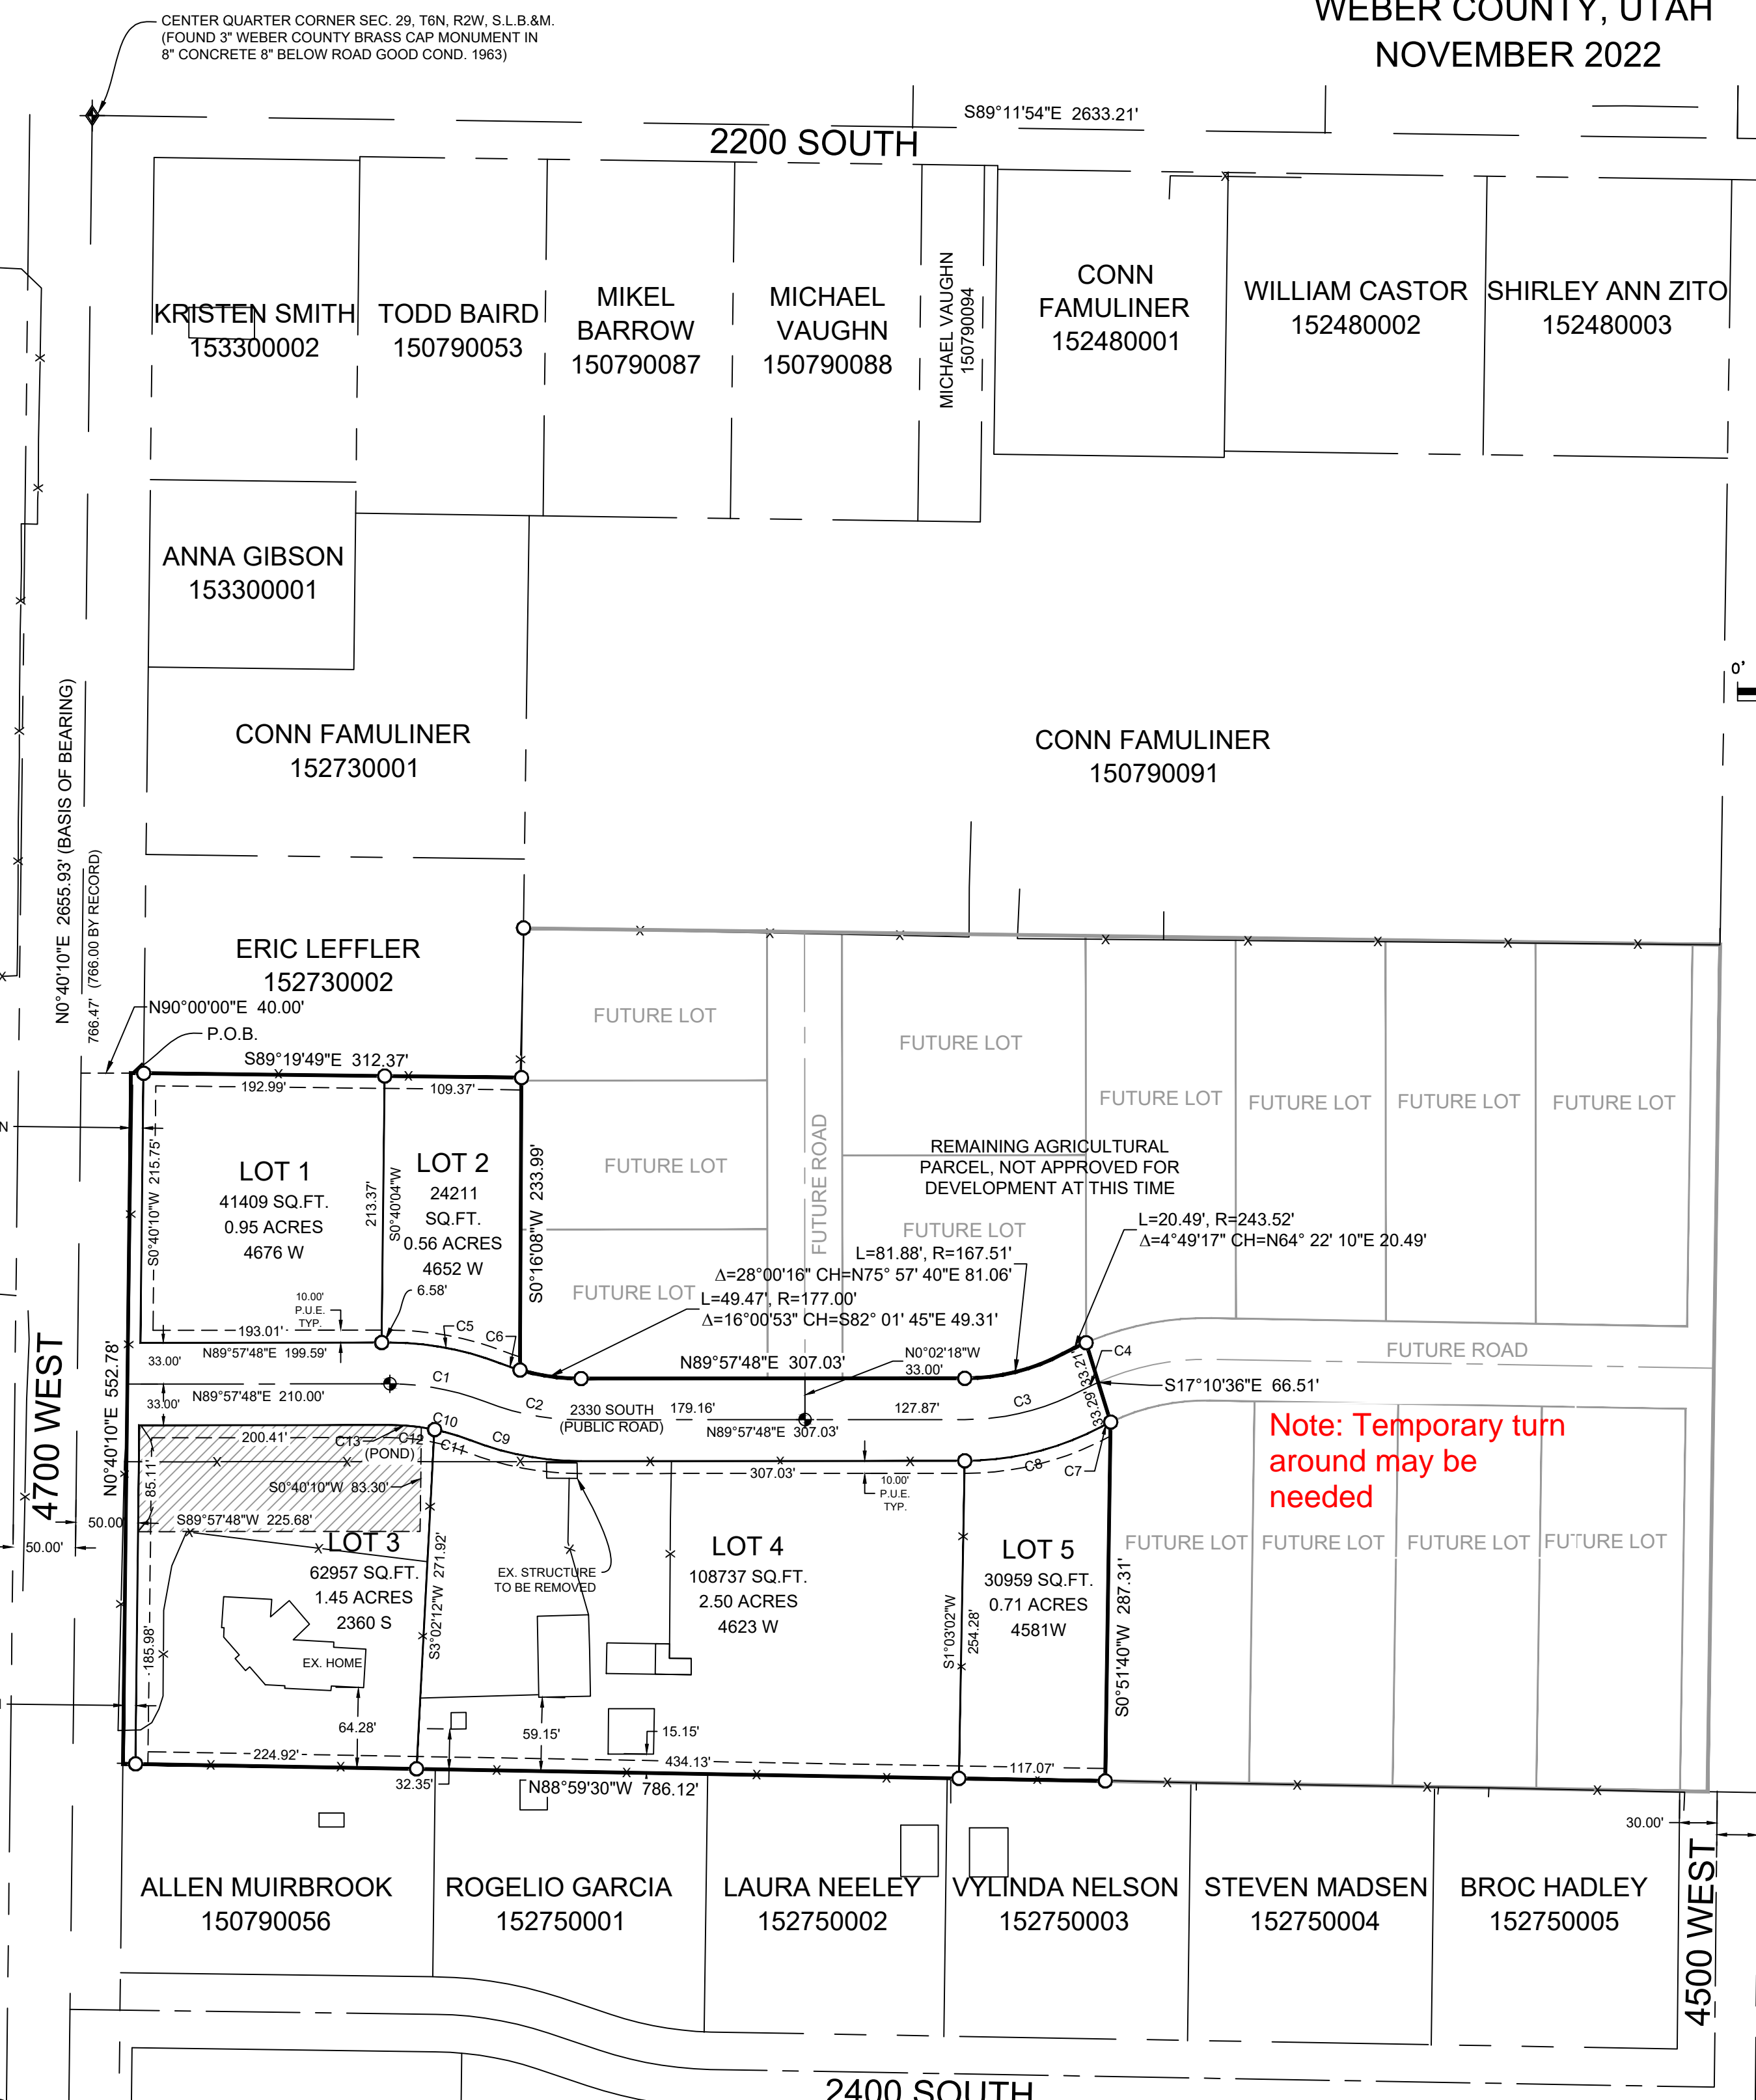 WEBER COUNTY, UTAH
NOVEMBER 2022
CENTER QUARTER CORNER SEC. 29, T6N, R2W, S.L.B.&M.
(FOUND 3" WEBER COUNTY BRASS CAP MONUMENT IN
8" CONCRETE 8" BELOW ROAD GOOD COND. 1963)
S89°11'54"E 2633.21'
2200 SOUTH
KRISTEN SMITH
153300002
TODD BAIRD
150790053
MIKEL
BARROW
150790087
MICHAEL
VAUGHN
150790088
MICHAEL VAUGHN
150790094
CONN
FAMULINER
152480001
WILLIAM CASTOR
152480002
SHIRLEY ANN ZITO
152480003
ANNA GIBSON
153300001
0'
CONN FAMULINER
152730001
CONN FAMULINER
150790091
N0°40'10"E 2655.93' (BASIS OF BEARING)
766.47' (766.00 BY RECORD)
ERIC LEFFLER
152730002
N90°00'00"E 40.00'
P.O.B.
S89°19'49"E 312.37'
192.99'
109.37'
FUTURE LOT
FUTURE LOT
FUTURE LOT
FUTURE LOT
FUTURE LOT
FUTURE LOT
N
S0°40'10"W 215.75'
LOT 1
41409 SQ.FT.
0.95 ACRES
4676 W
213.37'
S0°40'04"W
LOT 2
24211
SQ.FT.
0.56 ACRES
4652 W
S0°16'08"W 233.99'
FUTURE LOT
FUTURE ROAD
REMAINING AGRICULTURAL
PARCEL, NOT APPROVED FOR
DEVELOPMENT AT THIS TIME
FUTURE LOT
FUTURE LOT
L=20.49', R=243.52'
Δ=4°49'17" CH=N64° 22' 10"E 20.49'
L=81.88', R=167.51'
Δ=28°00'16" CH=N75° 57' 40"E 81.06'
L=49.47', R=177.00'
Δ=16°00'53" CH=S82° 01' 45"E 49.31'
6.58'
10.00'
P.U.E.
TYP.
193.01'
C5
C6
33.00'
N89°57'48"E 199.59'
N89°57'48"E 307.03'
N0°02'18"W
33.00'
33.21'
C4
FUTURE ROAD
N0°40'10"E 552.78'
4700 WEST
33.00'
N89°57'48"E 210.00'
C1
C2
2330 SOUTH
(PUBLIC ROAD)
179.16'
127.87'
N89°57'48"E 307.03'
C3
33.29'
S17°10'36"E 66.51'
200.41'
C13
C12
C10
C11
C9
(POND)
85.11'
S0°40'10"W 83.30'
307.03'
10.00'
P.U.E.
TYP.
C8
C7
Note: Temporary turn
around may be
needed
50.00'
50.00'
S89°57'48"W 225.68'
LOT 3
62957 SQ.FT.
1.45 ACRES
2360 S
S3°02'12"W 271.92'
EX. STRUCTURE
TO BE REMOVED
LOT 4
108737 SQ.FT.
2.50 ACRES
4623 W
LOT 5
30959 SQ.FT.
0.71 ACRES
4581W
S1°03'02"W
254.28'
S0°51'40"W 287.31'
FUTURE LOT
FUTURE LOT
FUTURE LOT
FUTURE LOT
185.98'
EX. HOME
64.28'
59.15'
15.15'
224.92'
434.13'
117.07'
32.35'
N88°59'30"W 786.12'
30.00'
ALLEN MUIRBROOK
150790056
ROGELIO GARCIA
152750001
LAURA NEELEY
152750002
VYLINDA NELSON
152750003
STEVEN MADSEN
152750004
BROC HADLEY
152750005
4500 WEST
2400 SOUTH